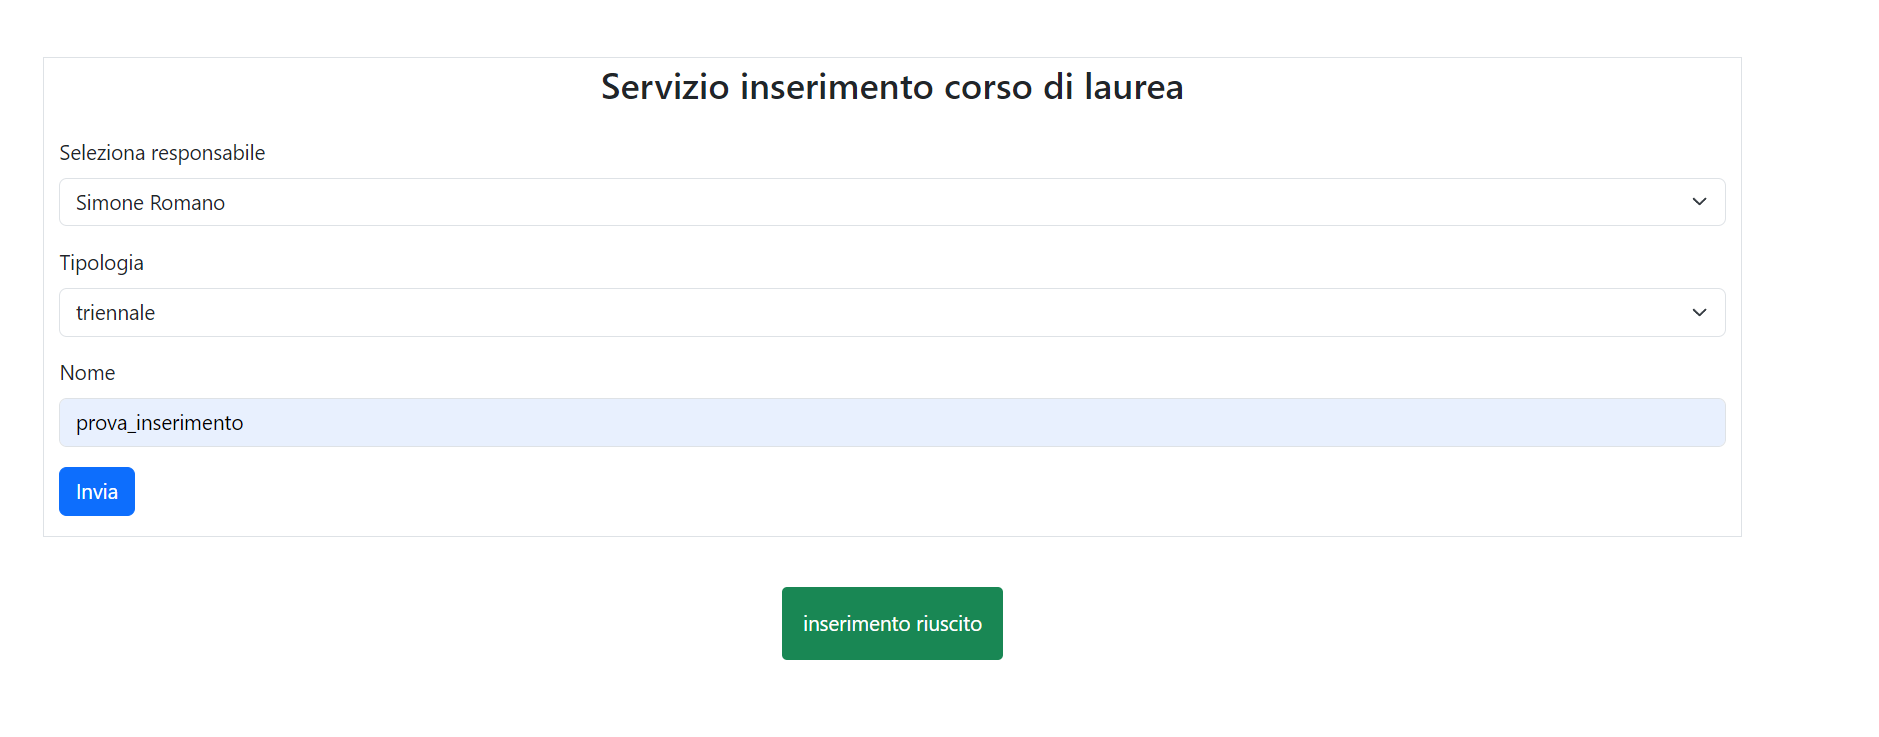 Servizio inserimento corso di laurea
Seleziona responsabile
Simone Romano
Tipologia
triennale
Nome
prova_inserimento
Invia
inserimento riuscito